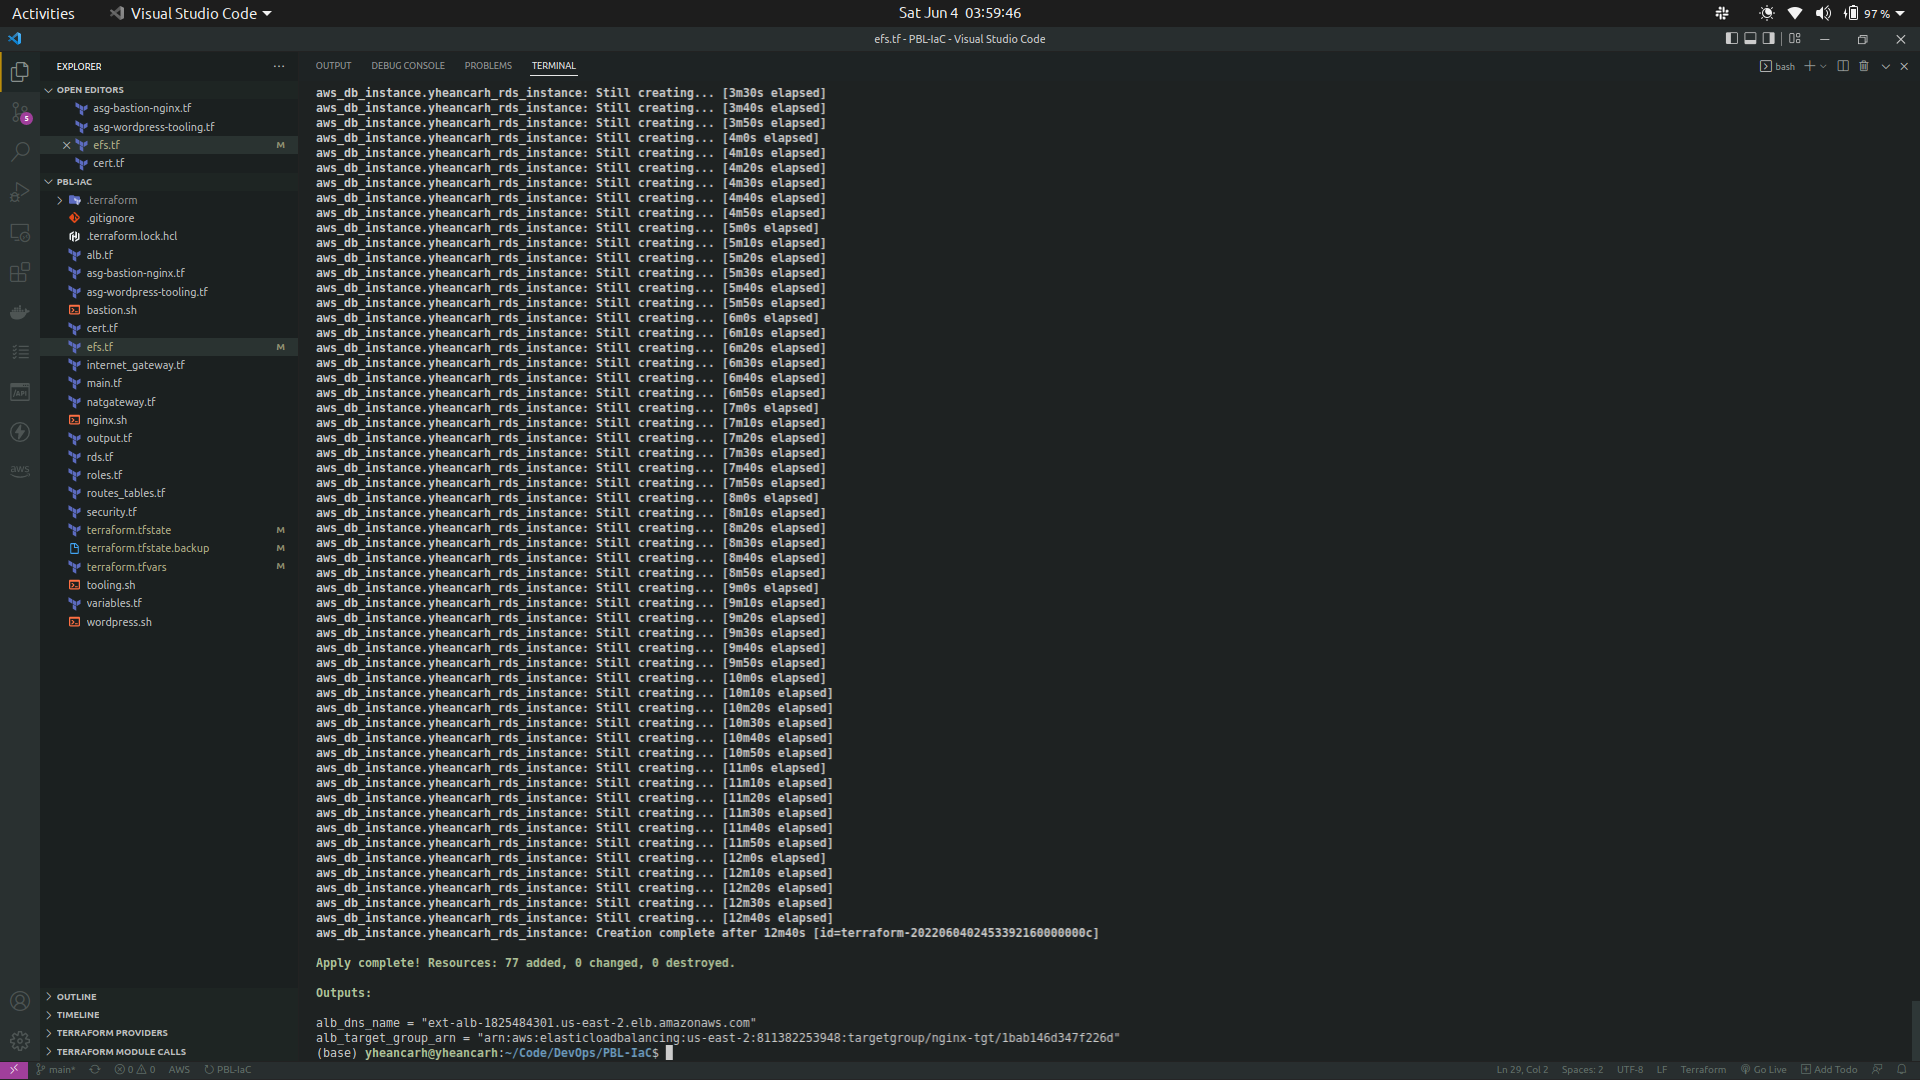 Activities
Visual Studio Code
Sat Jun 4 03:59:46
97 %
efs.tf - PBL-IaC - Visual Studio Code
EXPLORER
OPEN EDITORS
asg-bastion-nginx.tf
asg-wordpress-tooling.tf
efs.tf M
cert.tf
PBL-IAC
.terraform
.gitignore
.terraform.lock.hcl
alb.tf
asg-bastion-nginx.tf
asg-wordpress-tooling.tf
bastion.sh
cert.tf
efs.tf M
internet_gateway.tf
main.tf
natgateway.tf
nginx.sh
output.tf
rds.tf
roles.tf
routes_tables.tf
security.tf
terraform.tfstate M
terraform.tfstate.backup M
terraform.tfvars M
tooling.sh
variables.tf
wordpress.sh
OUTLINE
TIMELINE
TERRAFORM PROVIDERS
TERRAFORM MODULE CALLS
5
/API
aws
OUTPUT DEBUG CONSOLE PROBLEMS TERMINAL
bash
aws_db_instance.yheancarh_rds_instance: Still creating... [3m30s elapsed]
aws_db_instance.yheancarh_rds_instance: Still creating... [3m40s elapsed]
aws_db_instance.yheancarh_rds_instance: Still creating... [3m50s elapsed]
aws_db_instance.yheancarh_rds_instance: Still creating... [4m0s elapsed]
aws_db_instance.yheancarh_rds_instance: Still creating... [4m10s elapsed]
aws_db_instance.yheancarh_rds_instance: Still creating... [4m20s elapsed]
aws_db_instance.yheancarh_rds_instance: Still creating... [4m30s elapsed]
aws_db_instance.yheancarh_rds_instance: Still creating... [4m40s elapsed]
aws_db_instance.yheancarh_rds_instance: Still creating... [4m50s elapsed]
aws_db_instance.yheancarh_rds_instance: Still creating... [5m0s elapsed]
aws_db_instance.yheancarh_rds_instance: Still creating... [5m10s elapsed]
aws_db_instance.yheancarh_rds_instance: Still creating... [5m20s elapsed]
aws_db_instance.yheancarh_rds_instance: Still creating... [5m30s elapsed]
aws_db_instance.yheancarh_rds_instance: Still creating... [5m40s elapsed]
aws_db_instance.yheancarh_rds_instance: Still creating... [5m50s elapsed]
aws_db_instance.yheancarh_rds_instance: Still creating... [6m0s elapsed]
aws_db_instance.yheancarh_rds_instance: Still creating... [6m10s elapsed]
aws_db_instance.yheancarh_rds_instance: Still creating... [6m20s elapsed]
aws_db_instance.yheancarh_rds_instance: Still creating... [6m30s elapsed]
aws_db_instance.yheancarh_rds_instance: Still creating... [6m40s elapsed]
aws_db_instance.yheancarh_rds_instance: Still creating... [6m50s elapsed]
aws_db_instance.yheancarh_rds_instance: Still creating... [7m0s elapsed]
aws_db_instance.yheancarh_rds_instance: Still creating... [7m10s elapsed]
aws_db_instance.yheancarh_rds_instance: Still creating... [7m20s elapsed]
aws_db_instance.yheancarh_rds_instance: Still creating... [7m30s elapsed]
aws_db_instance.yheancarh_rds_instance: Still creating... [7m40s elapsed]
aws_db_instance.yheancarh_rds_instance: Still creating... [7m50s elapsed]
aws_db_instance.yheancarh_rds_instance: Still creating... [8m0s elapsed]
aws_db_instance.yheancarh_rds_instance: Still creating... [8m10s elapsed]
aws_db_instance.yheancarh_rds_instance: Still creating... [8m20s elapsed]
aws_db_instance.yheancarh_rds_instance: Still creating... [8m30s elapsed]
aws_db_instance.yheancarh_rds_instance: Still creating... [8m40s elapsed]
aws_db_instance.yheancarh_rds_instance: Still creating... [8m50s elapsed]
aws_db_instance.yheancarh_rds_instance: Still creating... [9m0s elapsed]
aws_db_instance.yheancarh_rds_instance: Still creating... [9m10s elapsed]
aws_db_instance.yheancarh_rds_instance: Still creating... [9m20s elapsed]
aws_db_instance.yheancarh_rds_instance: Still creating... [9m30s elapsed]
aws_db_instance.yheancarh_rds_instance: Still creating... [9m40s elapsed]
aws_db_instance.yheancarh_rds_instance: Still creating... [9m50s elapsed]
aws_db_instance.yheancarh_rds_instance: Still creating... [10m0s elapsed]
aws_db_instance.yheancarh_rds_instance: Still creating... [10m10s elapsed]
aws_db_instance.yheancarh_rds_instance: Still creating... [10m20s elapsed]
aws_db_instance.yheancarh_rds_instance: Still creating... [10m30s elapsed]
aws_db_instance.yheancarh_rds_instance: Still creating... [10m40s elapsed]
aws_db_instance.yheancarh_rds_instance: Still creating... [10m50s elapsed]
aws_db_instance.yheancarh_rds_instance: Still creating... [11m0s elapsed]
aws_db_instance.yheancarh_rds_instance: Still creating... [11m10s elapsed]
aws_db_instance.yheancarh_rds_instance: Still creating... [11m20s elapsed]
aws_db_instance.yheancarh_rds_instance: Still creating... [11m30s elapsed]
aws_db_instance.yheancarh_rds_instance: Still creating... [11m40s elapsed]
aws_db_instance.yheancarh_rds_instance: Still creating... [11m50s elapsed]
aws_db_instance.yheancarh_rds_instance: Still creating... [12m0s elapsed]
aws_db_instance.yheancarh_rds_instance: Still creating... [12m10s elapsed]
aws_db_instance.yheancarh_rds_instance: Still creating... [12m20s elapsed]
aws_db_instance.yheancarh_rds_instance: Still creating... [12m30s elapsed]
aws_db_instance.yheancarh_rds_instance: Still creating... [12m40s elapsed]
aws_db_instance.yheancarh_rds_instance: Creation complete after 12m40s [id=terraform-2022060402453392160000000c]
Apply complete! Resources: 77 added, 0 changed, 0 destroyed.
Outputs:
alb_dns_name = "ext-alb-1825484301.us-east-2.elb.amazonaws.com"
alb_target_group_arn = "arn:aws:elasticloadbalancing:us-east-2:811382253948:targetgroup/nginx-tgt/1bab146d347f226d"
(base) yheancarh@yheancarh:~/Code/DevOps/PBL-IaC$
main* 0 0 AWS PBL-IaC Ln 29, Col 2 Spaces: 2 UTF-8 LF Terraform Go Live Add Todo